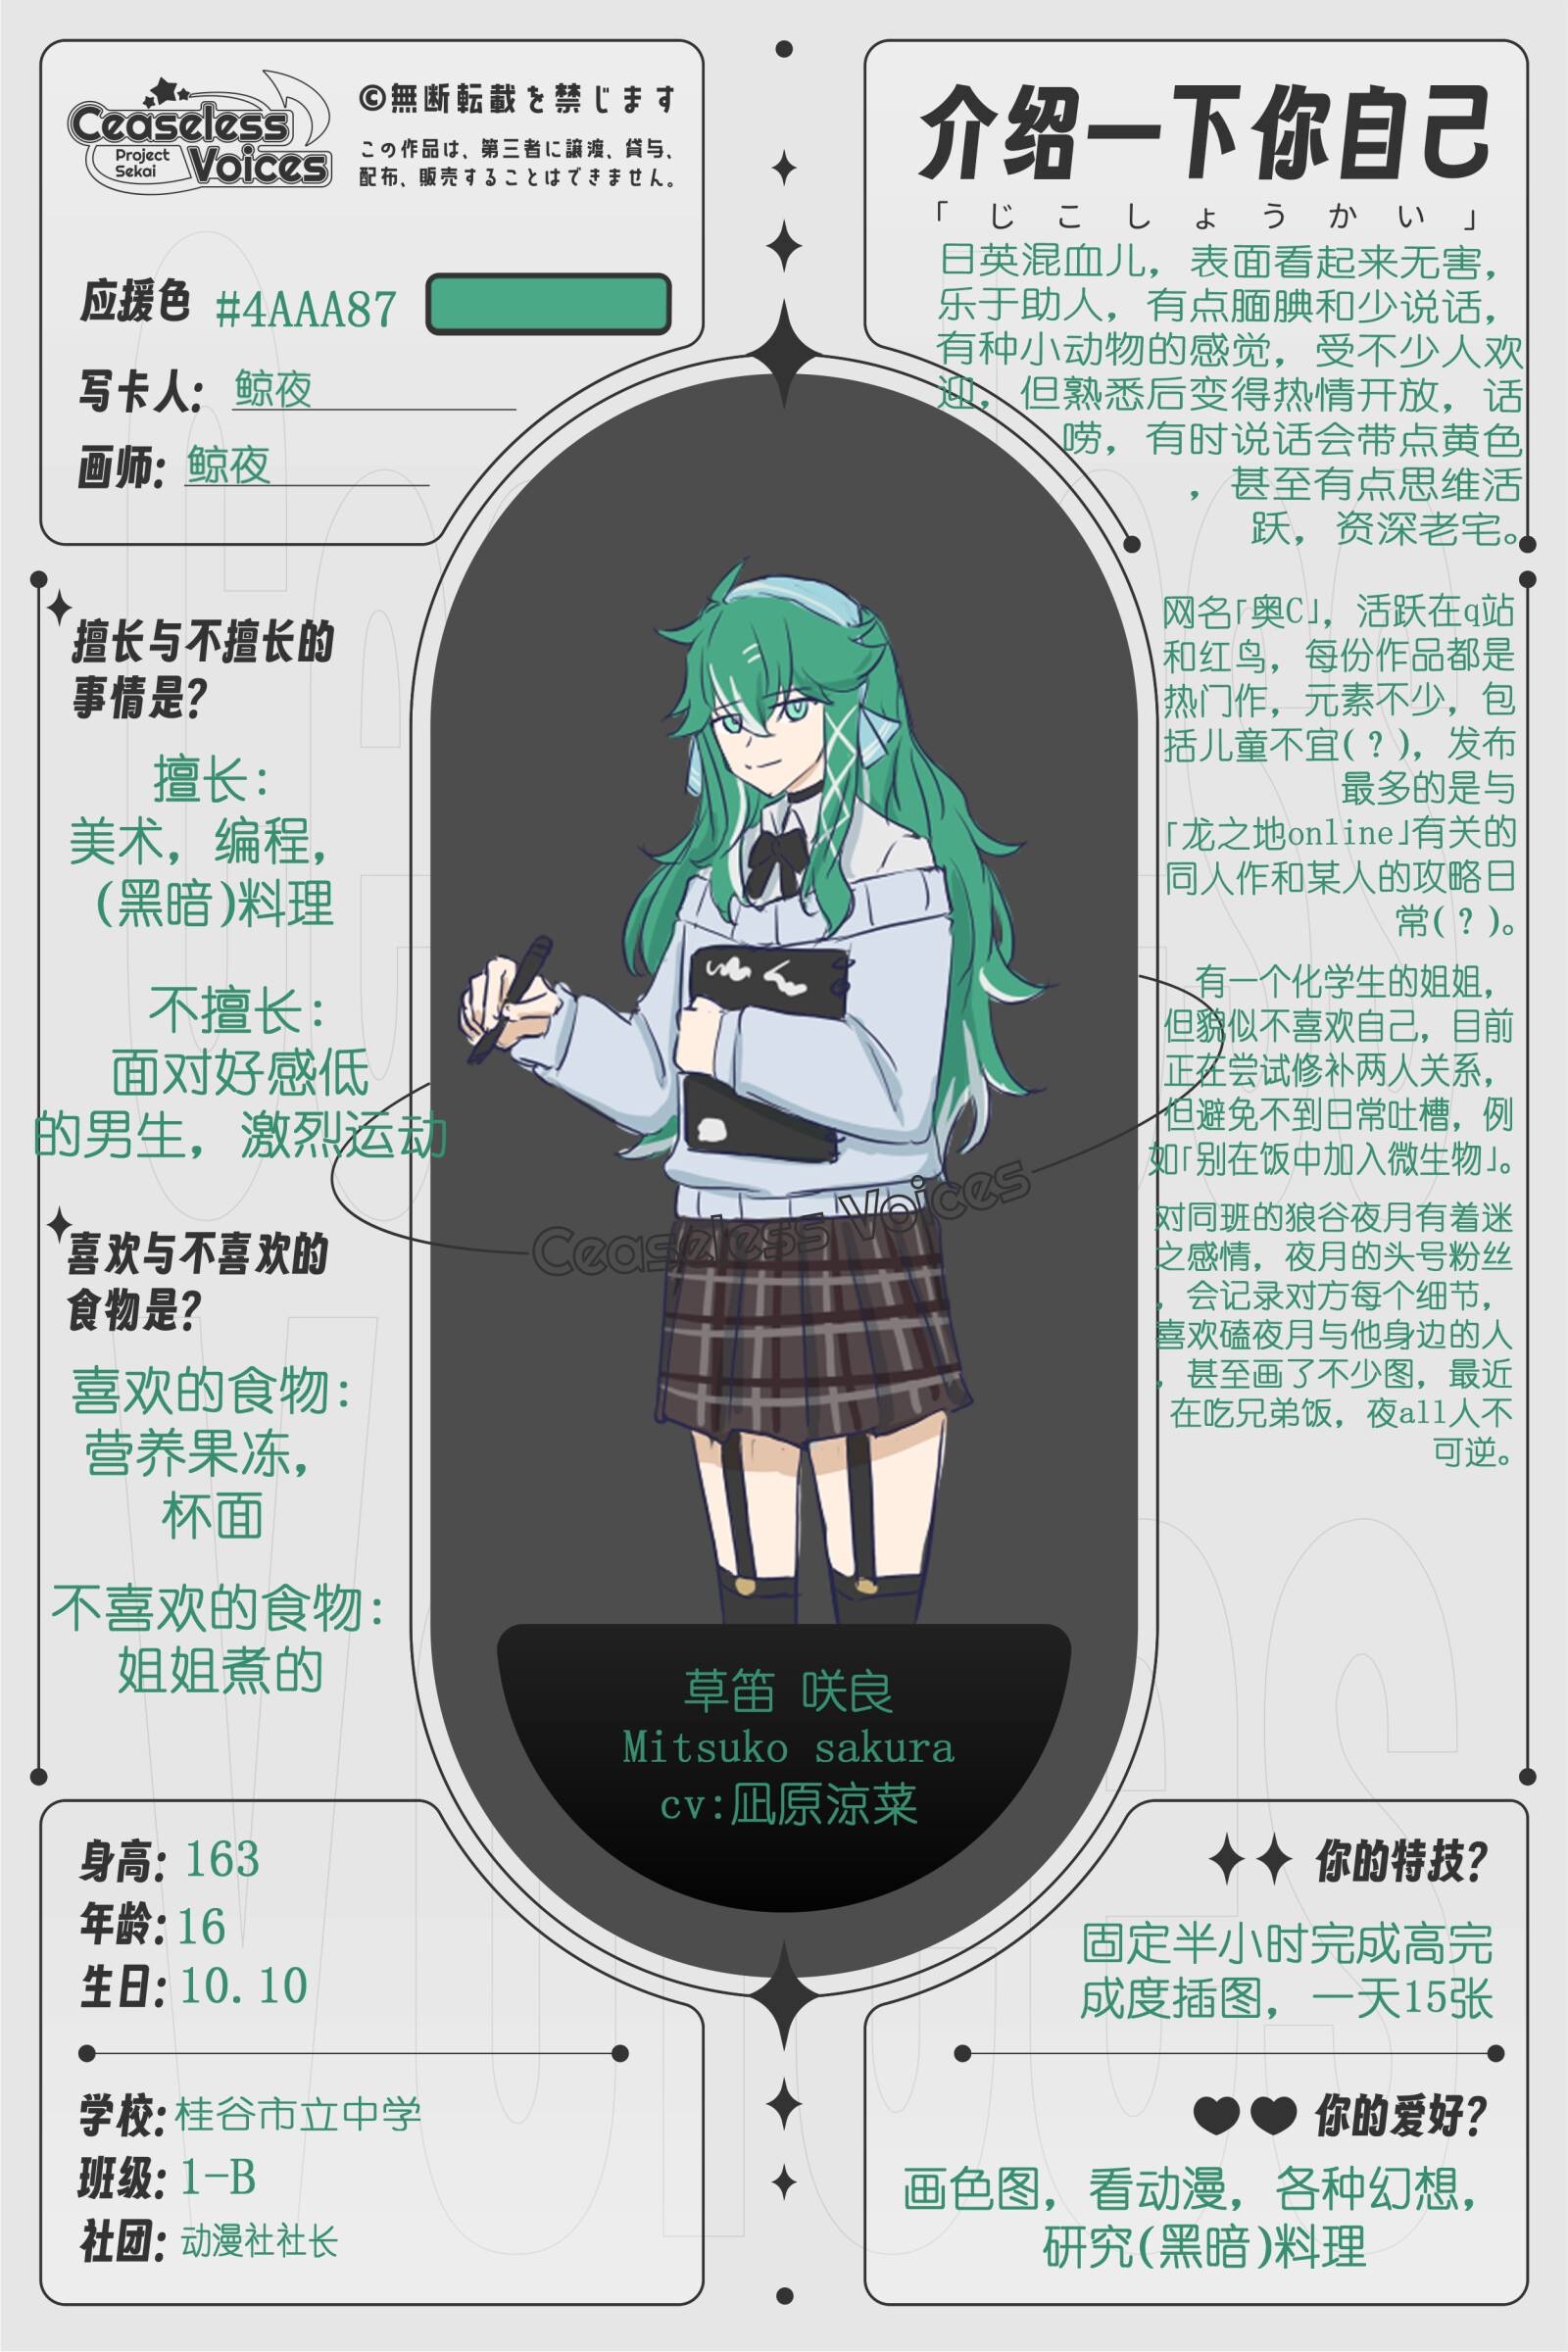 Ceaseless
Project
Sekai
Voices
©無断転載を禁じます
この作品は、第三者に譲渡、貸与、
配布、販売することはできません。
应援色 #4AAA87
写卡人: 鲸夜
画师: 鲸夜
介绍一下你自己
「じこしょうかい」
日英混血儿，表面看起来无害，
乐于助人，有点腼腆和少说话，
有种小动物的感觉，受不少人欢
迎，但熟悉后变得热情开放，话
唠，有时说话会带点黄色
，甚至有点思维活
跃，资深老宅。
网名「奥C」，活跃在q站
和红鸟，每份作品都是
热门作，元素不少，包
括儿童不宜(？)，发布
最多的是与
「龙之地online」有关的
同人作和某人的攻略日
常(？)。
有一个化学生的姐姐，
但貌似不喜欢自己，目前
正在尝试修补两人关系，
但避免不到日常吐槽，例
如「别在饭中加入微生物」。
对同班的狼谷夜月有着迷
之感情，夜月的头号粉丝
，会记录对方每个细节，
喜欢磕夜月与他身边的人
，甚至画了不少图，最近
在吃兄弟饭，夜all人不
可逆。
擅长与不擅长的
事情是？
擅长：
美术，编程，
(黑暗)料理
不擅长：
面对好感低
的男生，激烈运动
喜欢与不喜欢的
食物是？
喜欢的食物：
营养果冻，
杯面
不喜欢的食物：
姐姐煮的
Ceaseless Voices
草笛 咲良
Mitsuko sakura
cv:凪原涼菜
身高: 163
年龄: 16
生日: 10.10
学校: 桂谷市立中学
班级: 1-B
社团: 动漫社社长
你的特技？
固定半小时完成高完
成度插图，一天15张
你的爱好？
画色图，看动漫，各种幻想，
研究(黑暗)料理